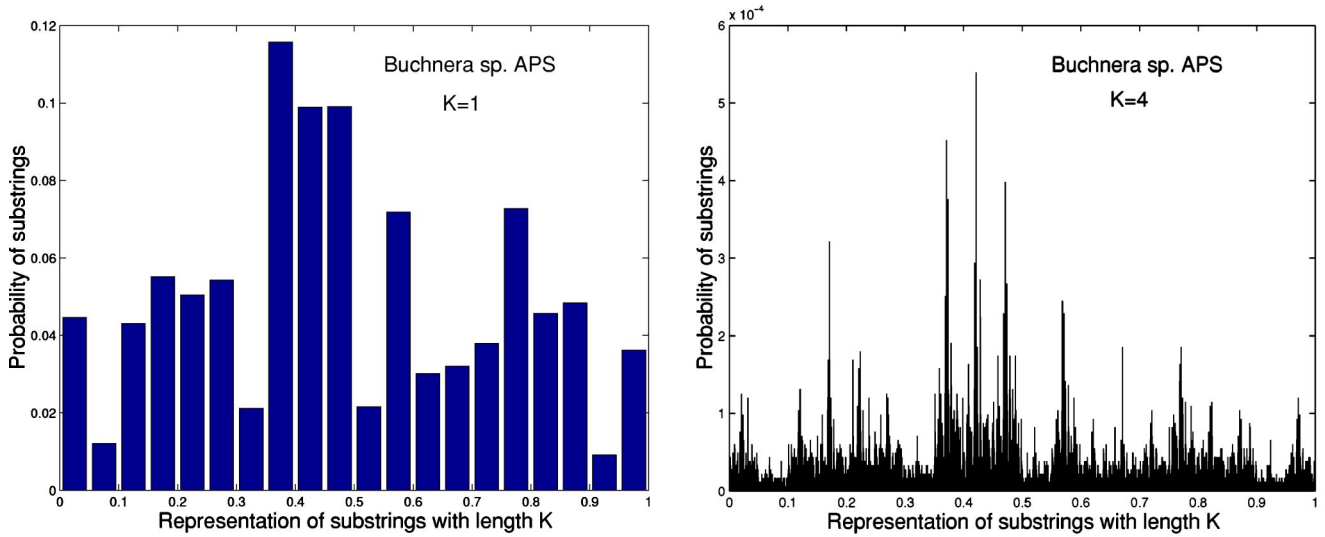 0.12
0.1
0.08
0.06
0.04
0.02
0
Probability of substrings
Buchnera sp. APS
K=1
0 0.1 0.2 0.3 0.4 0.5 0.6 0.7 0.8 0.9 1
Representation of substrings with length K
x 10⁻⁴
6
5
4
3
2
1
0
Probability of substrings
Buchnera sp. APS
K=4
0 0.1 0.2 0.3 0.4 0.5 0.6 0.7 0.8 0.9 1
Representation of substrings with length K